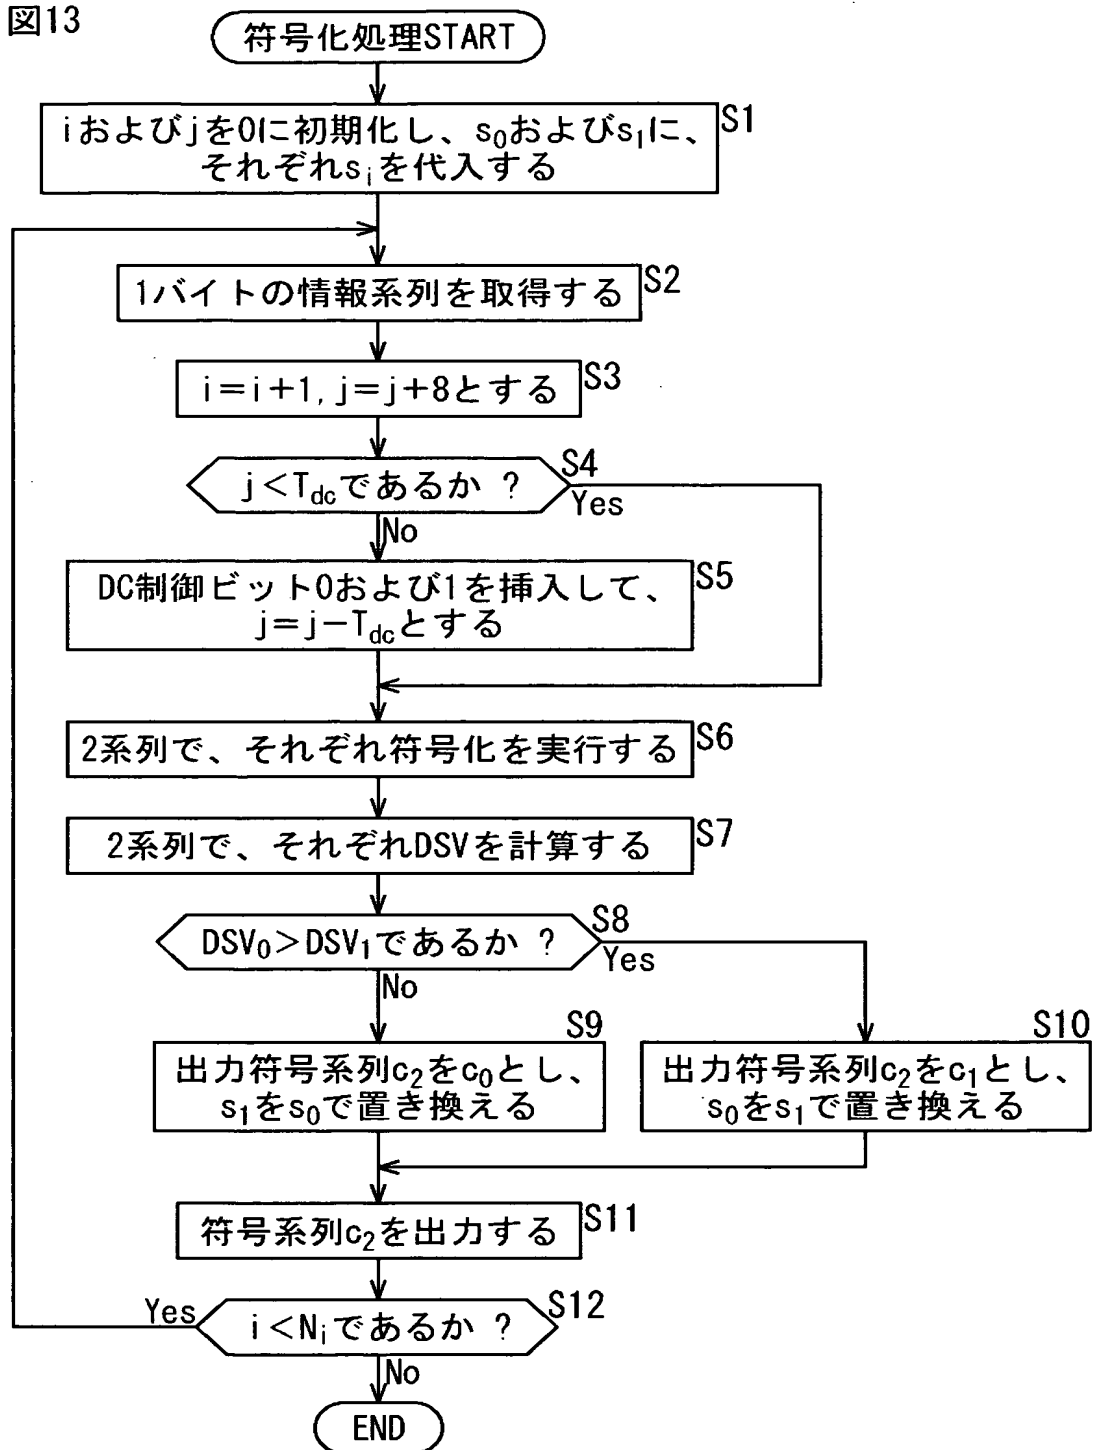 図13
符号化処理START
S1
iおよびjを0に初期化し、s0およびs1に、
それぞれsiを代入する
S2
1バイトの情報系列を取得する
S3
i=i+1, j=j+8とする
S4
j<Tdcであるか ?
Yes
No
S5
DC制御ビット0および1を挿入して、
j=j−Tdcとする
S6
2系列で、それぞれ符号化を実行する
S7
2系列で、それぞれDSVを計算する
S8
DSV0>DSV1であるか ?
Yes
No
S9
出力符号系列c2をc0とし、
s1をs0で置き換える
S10
出力符号系列c2をc1とし、
s0をs1で置き換える
S11
符号系列c2を出力する
S12
Yes
i<Niであるか ?
No
END